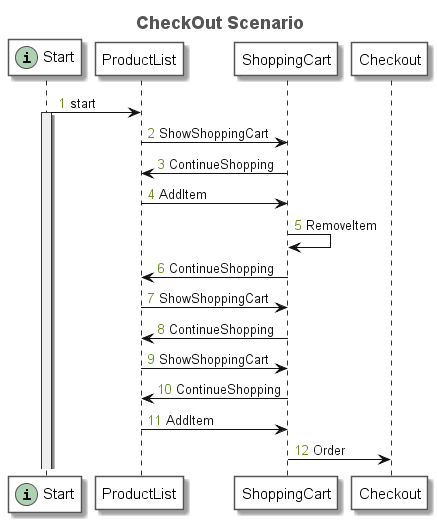 CheckOut Scenario
i Start ProductList ShoppingCart Checkout
1 start
2 ShowShoppingCart
3 ContinueShopping
4 AddItem
5 RemoveItem
6 ContinueShopping
7 ShowShoppingCart
8 ContinueShopping
9 ShowShoppingCart
10 ContinueShopping
11 AddItem
12 Order
i Start ProductList ShoppingCart Checkout